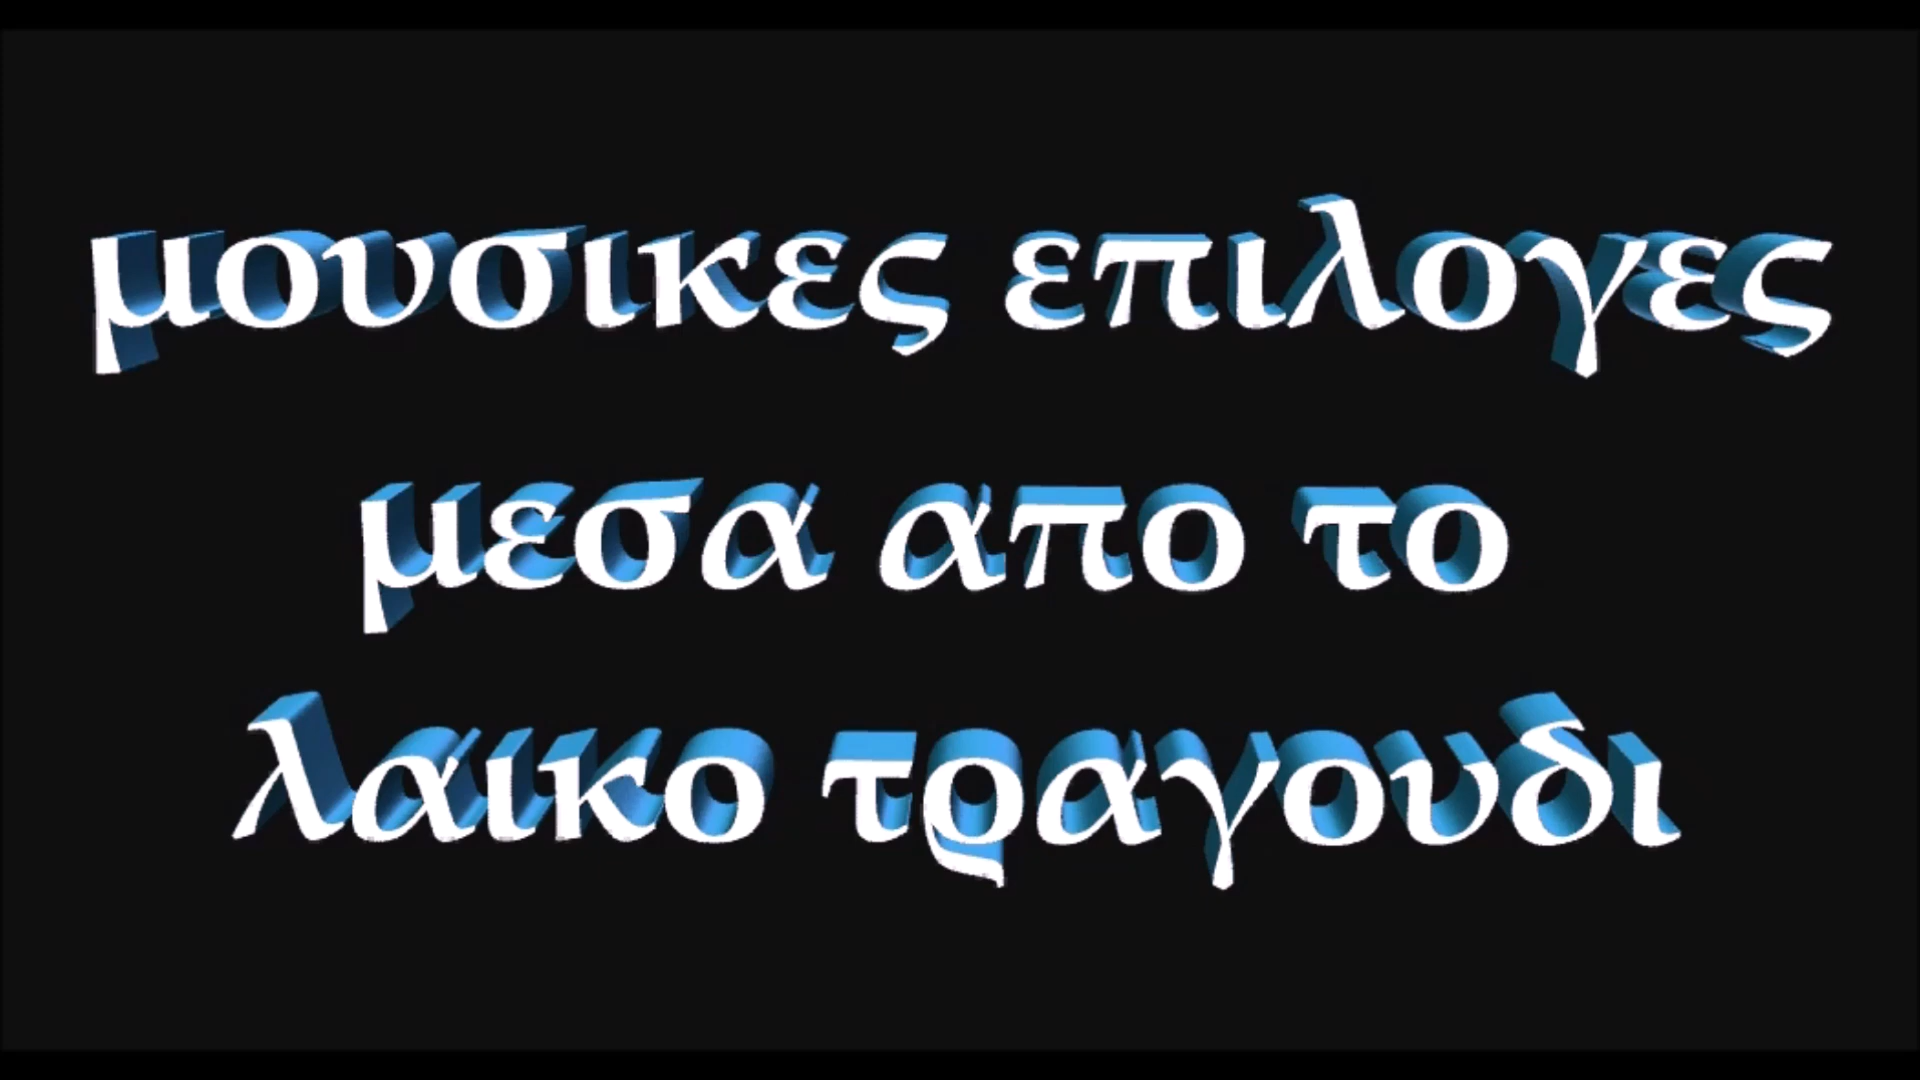 μουσικες επιλογες
μεσα απο το
λαικο τραγουδι